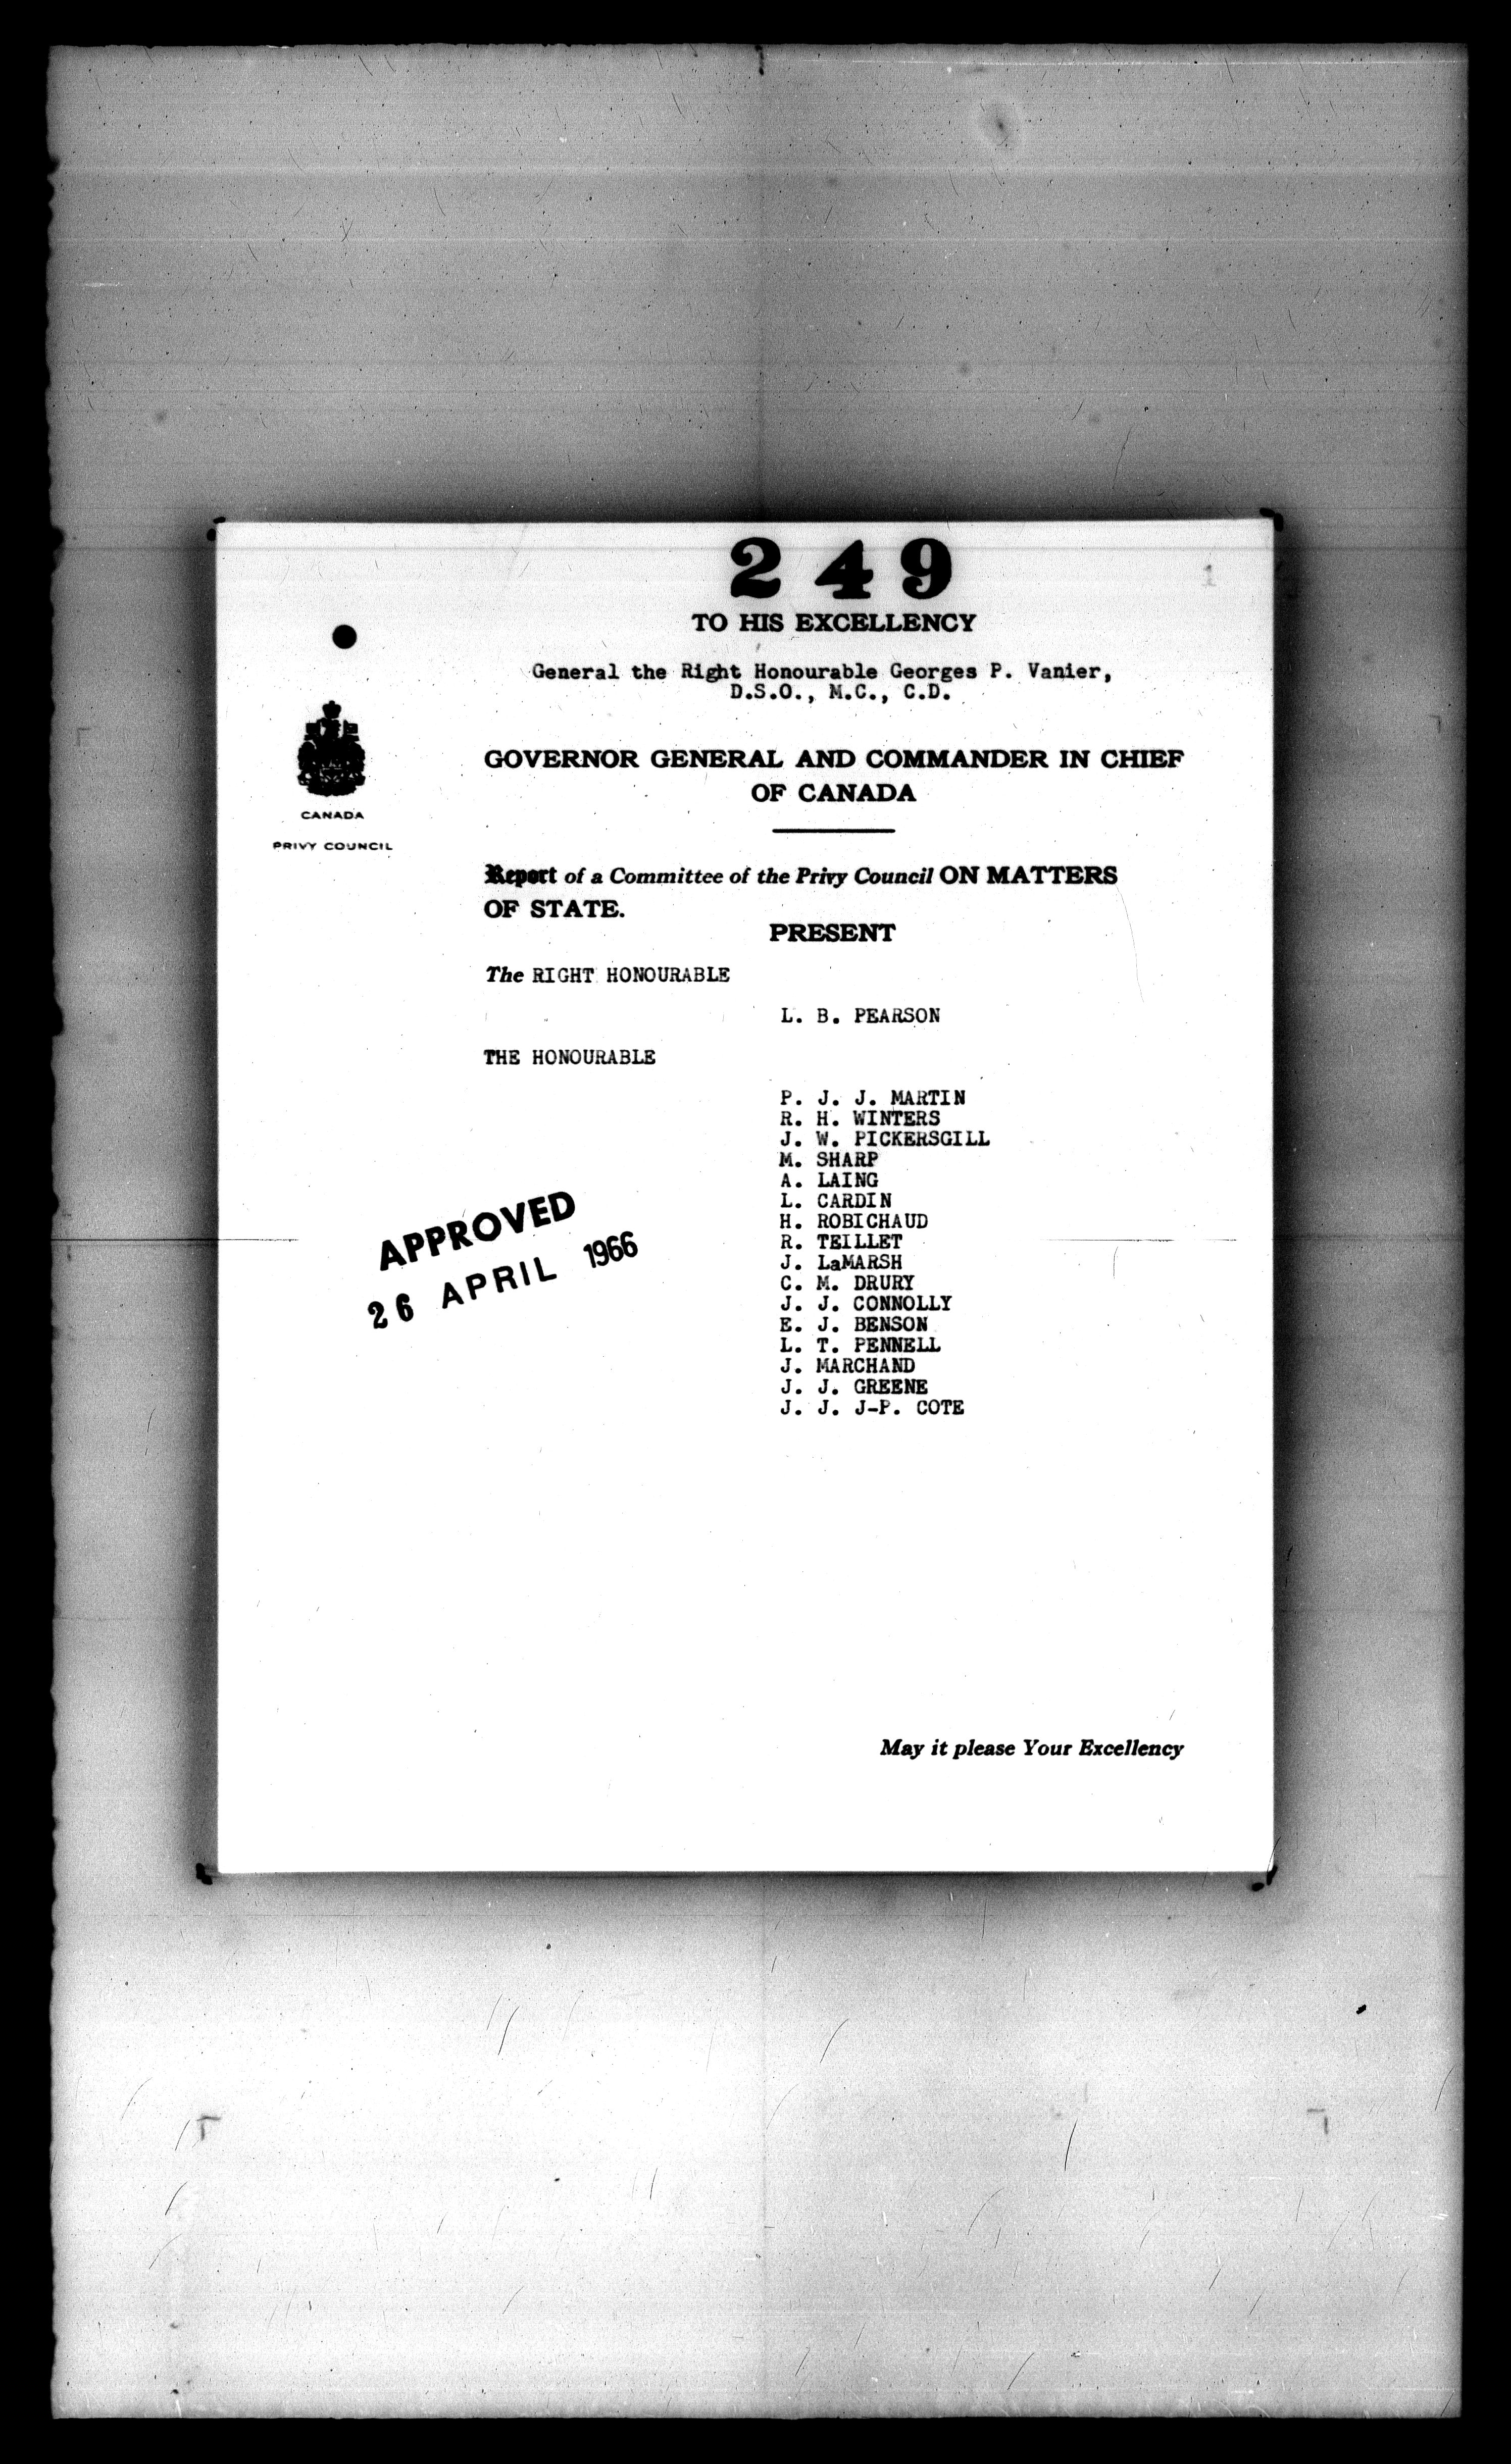 249
TO HIS EXCELLENCY
General the Right Honourable Georges P. Vanier,
D.S.O., M.C., C.D.
CANADA
PRIVY COUNCIL
GOVERNOR GENERAL AND COMMANDER IN CHIEF
OF CANADA
Report of a Committee of the Privy Council ON MATTERS
OF STATE.
PRESENT
The RIGHT HONOURABLE
L. B. PEARSON
THE HONOURABLE
P. J. J. MARTIN
R. H. WINTERS
J. W. PICKERSGILL
M. SHARP
A. LAING
L. CARDIN
H. ROBICHAUD
R. TEILLET
J. LaMARSH
C. M. DRURY
J. J. CONNOLLY
E. J. BENSON
L. T. PENNELL
J. MARCHAND
J. J. GREENE
J. J. J-P. COTE
APPROVED
26 APRIL 1966
May it please Your Excellency